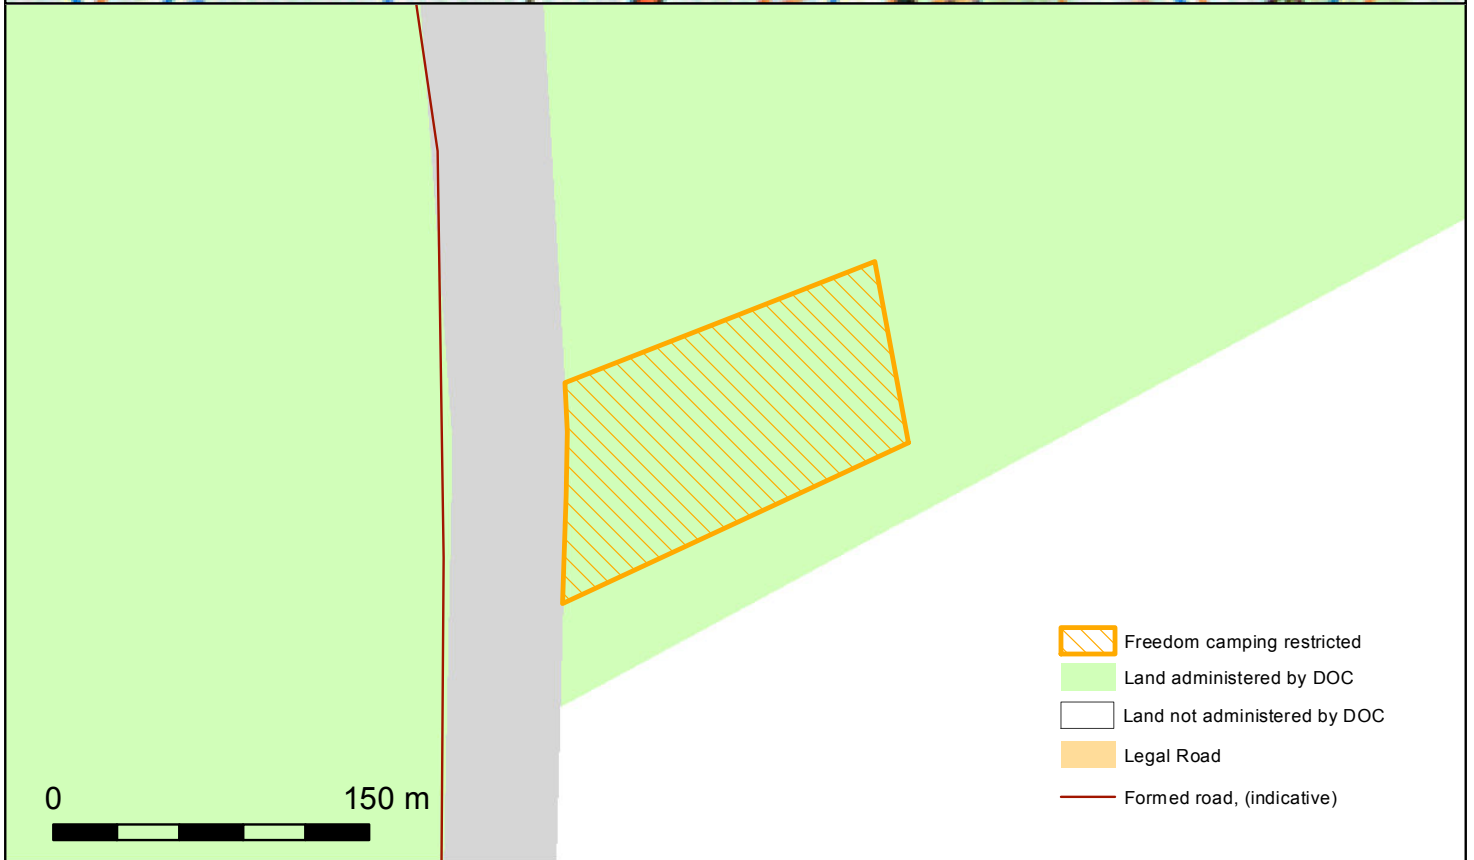 Freedom camping restricted
Land administered by DOC
Land not administered by DOC
Legal Road
Formed road, (indicative)
0 150 m